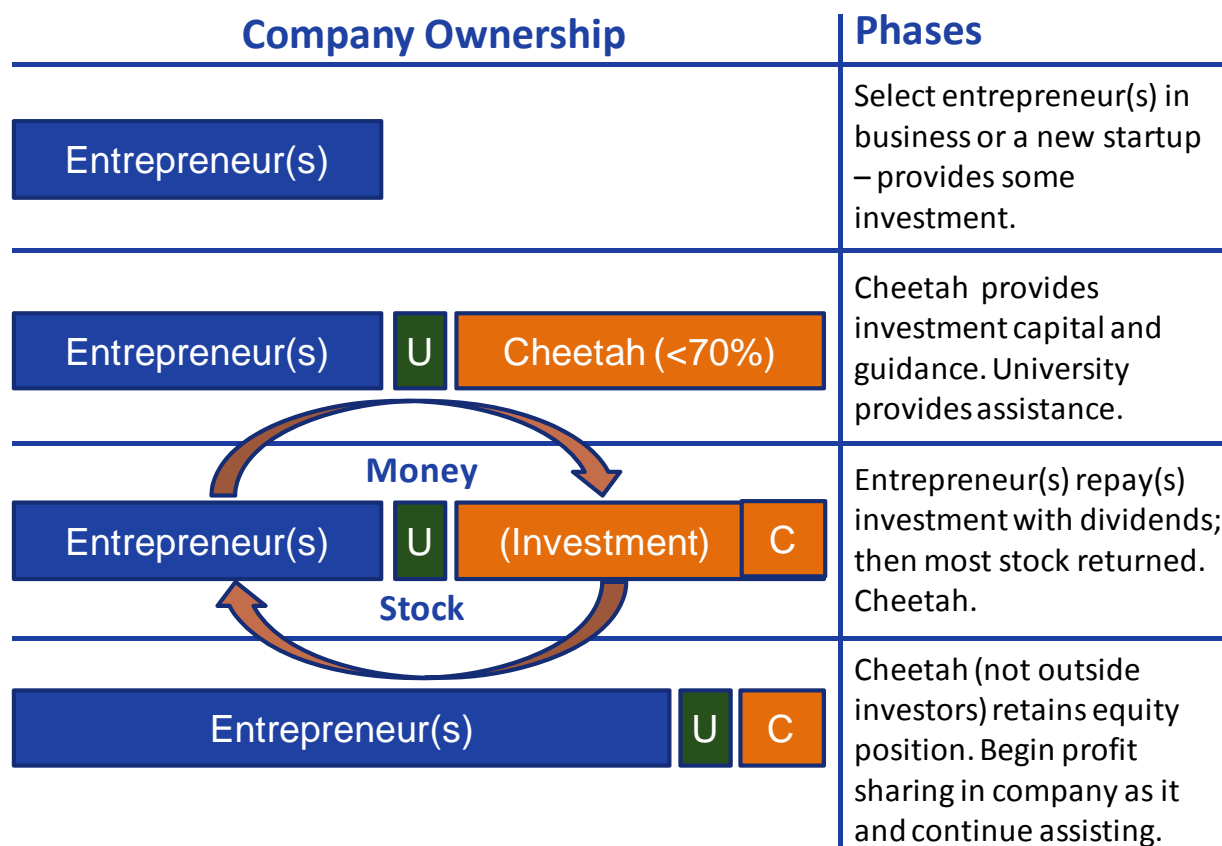 Company Ownership
Phases
Entrepreneur(s)
Select entrepreneur(s) in
business or a new startup
– provides some
investment.
Entrepreneur(s)
U
Cheetah (<70%)
Cheetah provides
investment capital and
guidance. University
provides assistance.
Money
Entrepreneur(s)
U
(Investment)
C
Stock
Entrepreneur(s) repay(s)
investment with dividends;
then most stock returned.
Cheetah.
Entrepreneur(s)
U
C
Cheetah (not outside
investors) retains equity
position. Begin profit
sharing in company as it
and continue assisting.